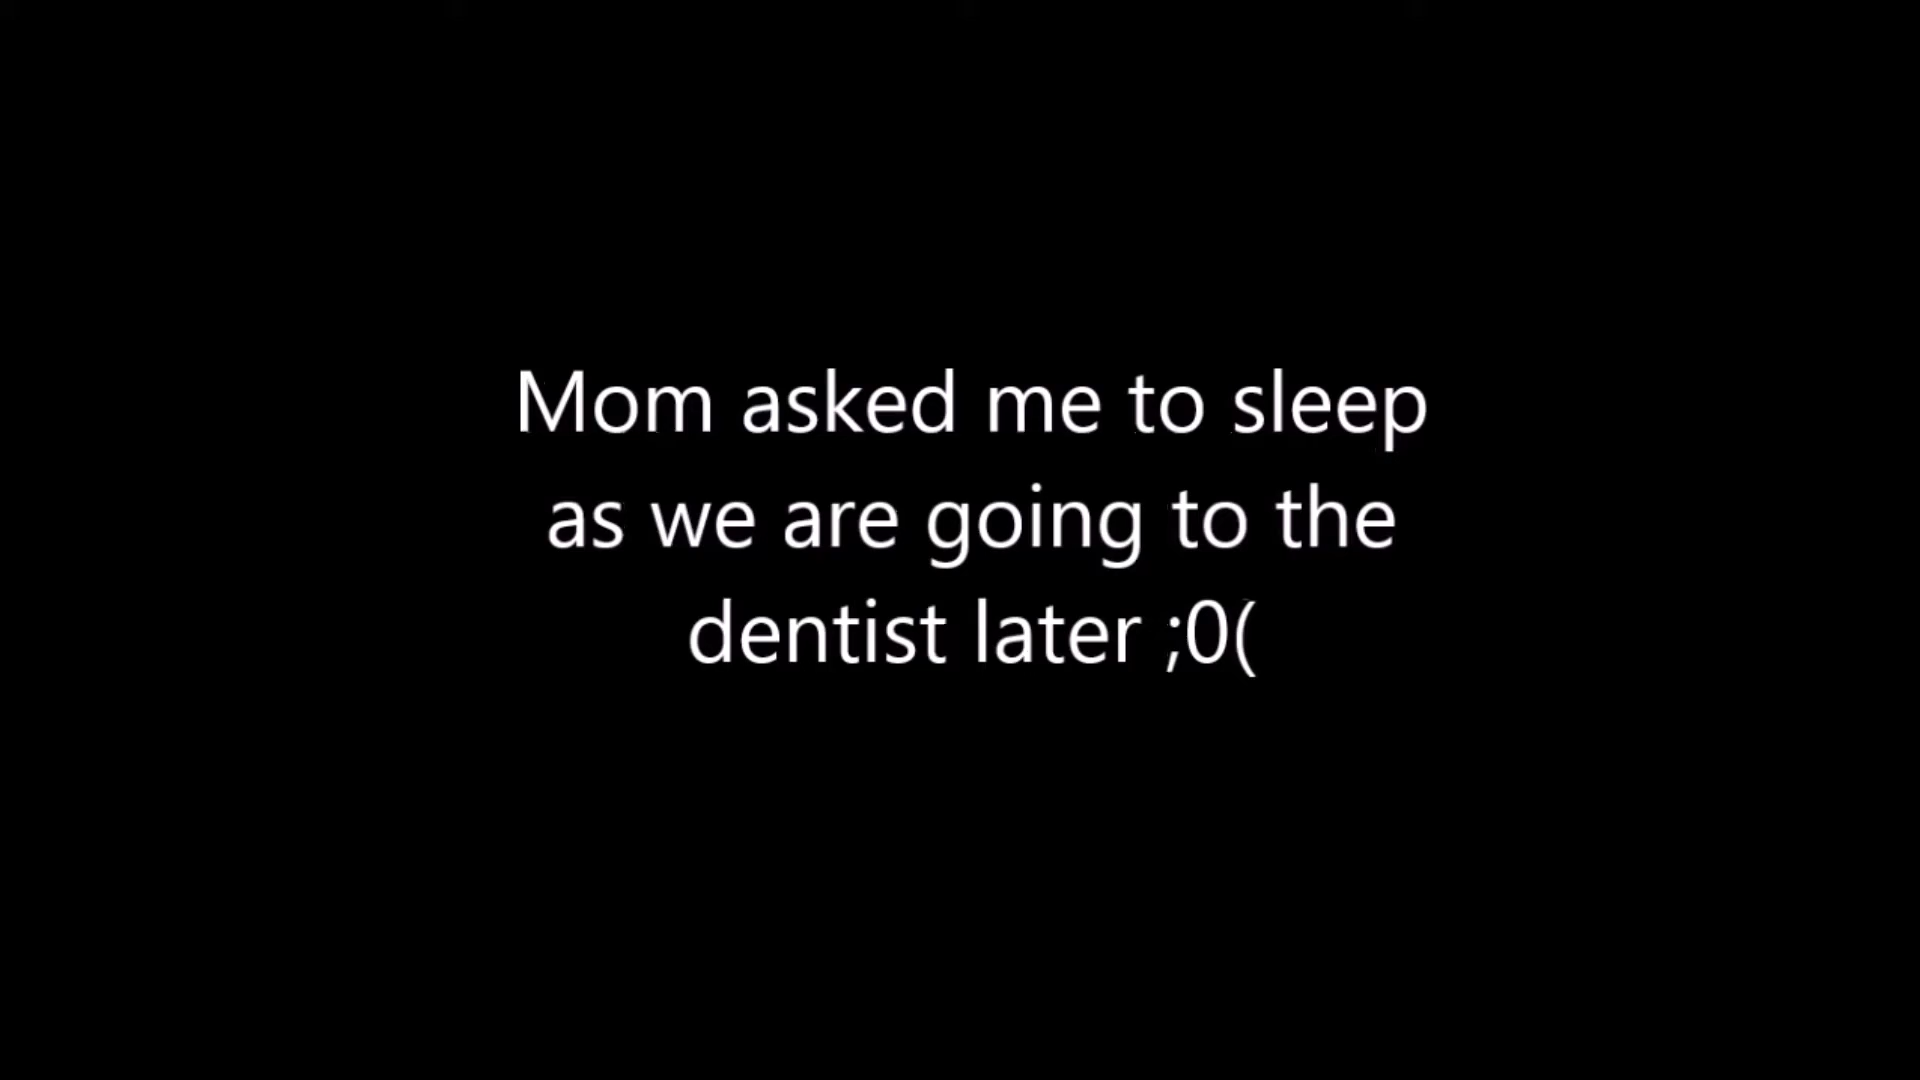 Mom asked me to sleep
as we are going to the
dentist later ;0(